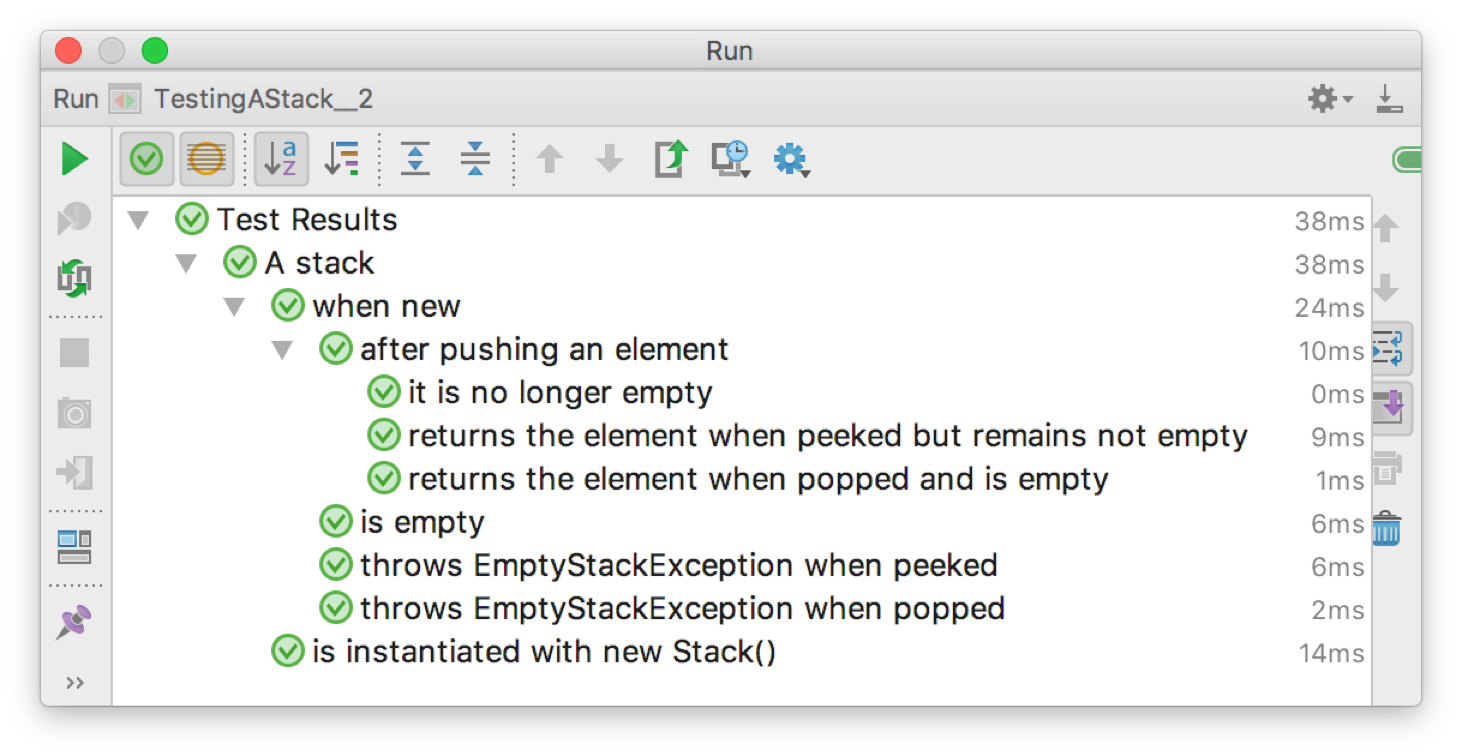 Run
Run TestingAStack__2
Test Results 38ms
A stack 38ms
when new 24ms
after pushing an element 10ms
it is no longer empty 0ms
returns the element when peeked but remains not empty 9ms
returns the element when popped and is empty 1ms
is empty 6ms
throws EmptyStackException when peeked 6ms
throws EmptyStackException when popped 2ms
is instantiated with new Stack() 14ms